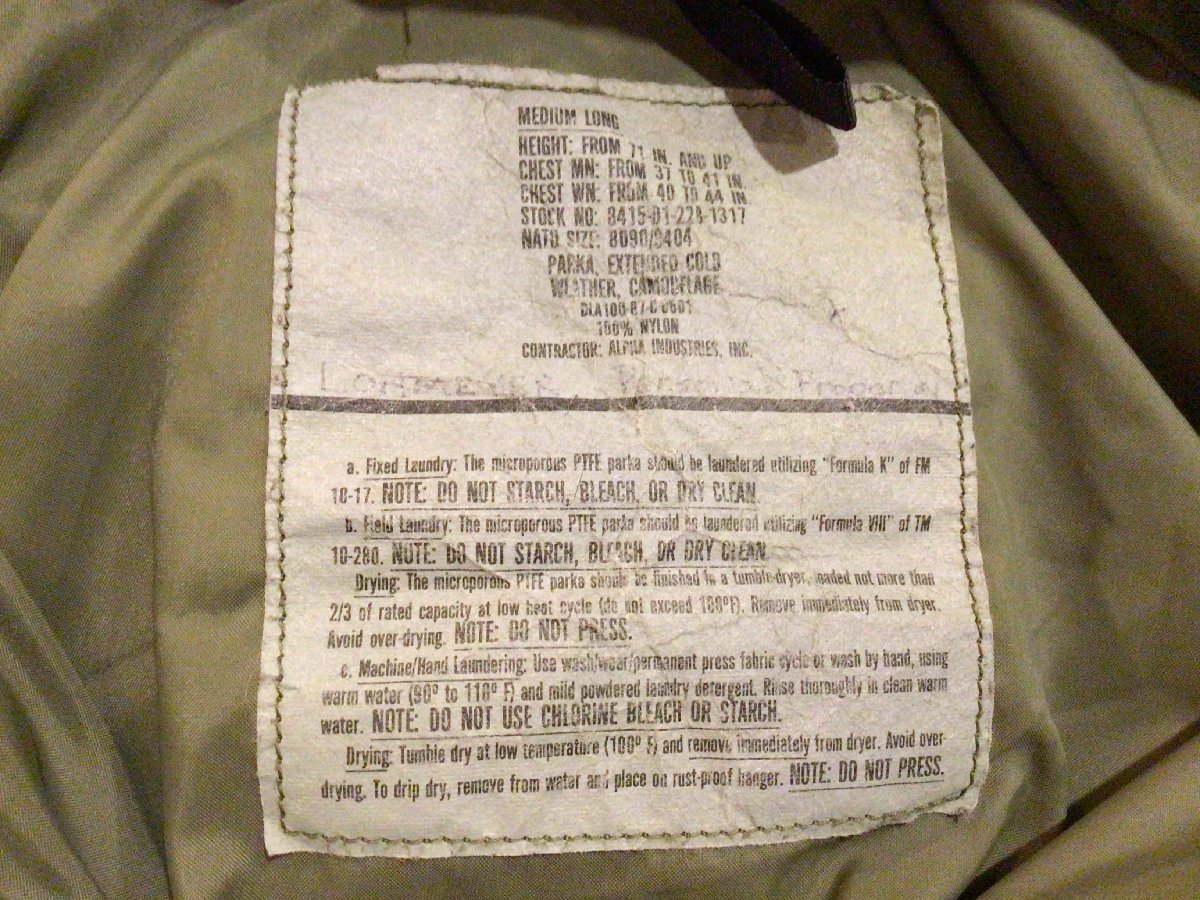 MEDIUM LONG
HEIGHT: FROM 71 IN. AND UP
CHEST MN: FROM 37 TO 41 IN.
CHEST WN: FROM 40 TO 44 IN
STOCK NO: 8415-01-228-1317
NATO SIZE: 8090/9404
PARKA, EXTENDED COLD
WEATHER, CAMOUFLAGE
100% NYLON
CONTRACTOR: ALPHA INDUSTRIES, INC.
a. Fixed Laundry: The microporous PTFE parka should be laundered utilizing "Formula K" of FM
10-17. NOTE: DO NOT STARCH, BLEACH, OR DRY CLEAN.
b. Field Laundry: The microporous PTFE parka should be laundered utilizing "Formula VIII" of TM
10-280. NOTE: DO NOT STARCH, BLEACH, OR DRY CLEAN
Drying: The microporous PTFE parka should be finished in a tumble-dryer, loaded not more than
2/3 of rated capacity at low heat cycle (do not exceed 180°F). Remove immediately from dryer.
Avoid over-drying. NOTE: DO NOT PRESS.
c. Machine/Hand Laundering: Use wash/wear/permanent press fabric cycle or wash by hand, using
warm water (90° to 110° F) and mild powdered laundry detergent. Rinse thoroughly in clean warm
water. NOTE: DO NOT USE CHLORINE BLEACH OR STARCH.
Drying: Tumble dry at low temperature (100° F) and remove immediately from dryer. Avoid over-
drying. To drip dry, remove from water and place on rust-proof hanger. NOTE: DO NOT PRESS.